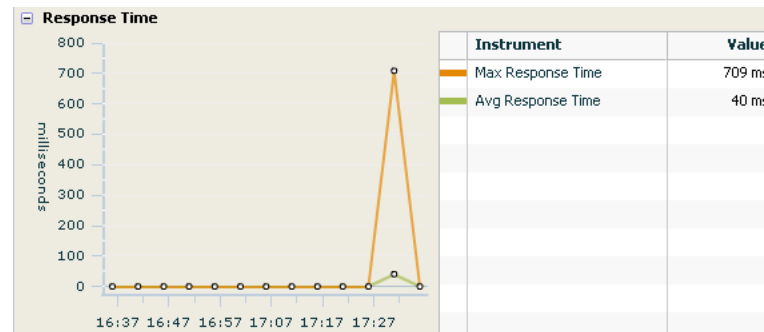 Response Time
800
700
600
500
400
300
200
100
0
milliseconds
16:37 16:47 16:57 17:07 17:17 17:27
Instrument Value
Max Response Time 709 ms
Avg Response Time 40 ms